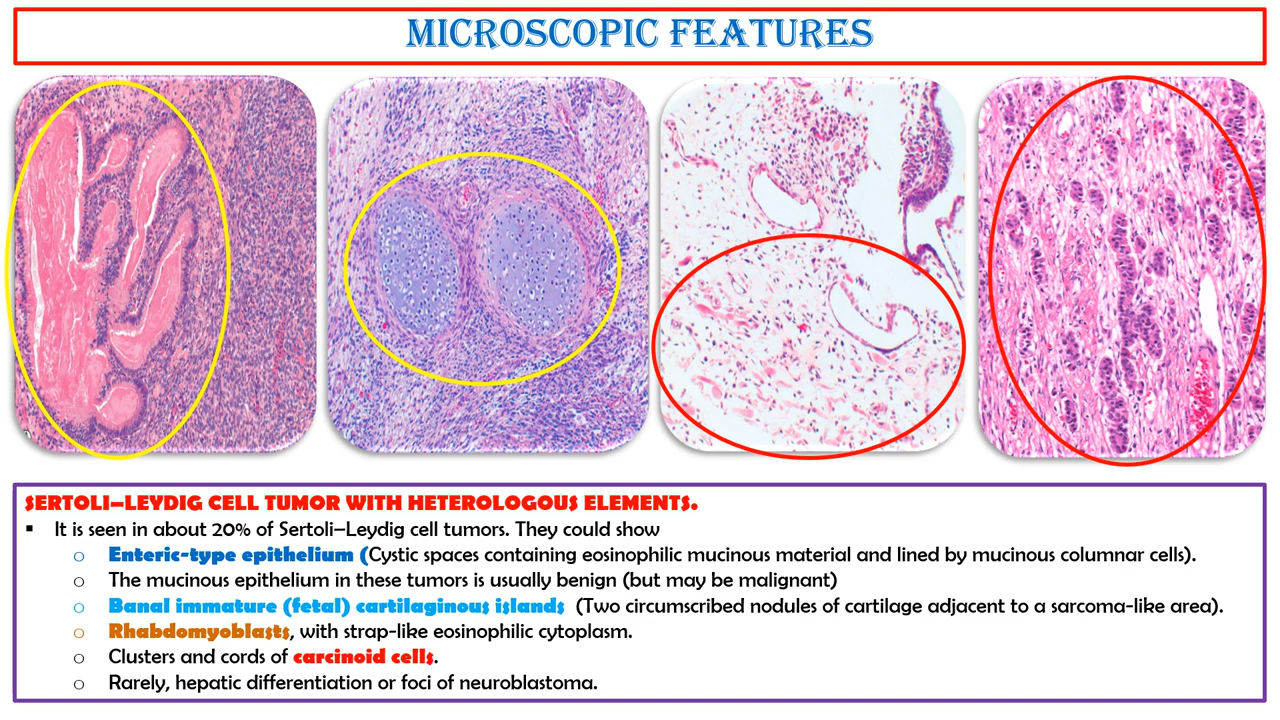 MICROSCOPIC FEATURES
SERTOLI–LEYDIG CELL TUMOR WITH HETEROLOGOUS ELEMENTS.
▪ It is seen in about 20% of Sertoli–Leydig cell tumors. They could show
o Enteric-type epithelium (Cystic spaces containing eosinophilic mucinous material and lined by mucinous columnar cells).
o The mucinous epithelium in these tumors is usually benign (but may be malignant)
o Banal immature (fetal) cartilaginous islands (Two circumscribed nodules of cartilage adjacent to a sarcoma-like area).
o Rhabdomyoblasts, with strap-like eosinophilic cytoplasm.
o Clusters and cords of carcinoid cells.
o Rarely, hepatic differentiation or foci of neuroblastoma.